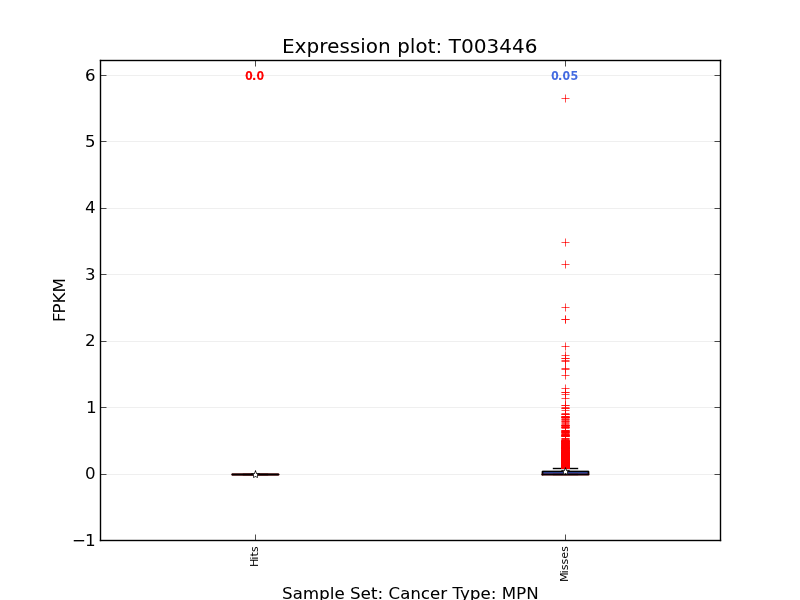 Expression plot: T003446
0.0
0.05
6
5
4
3
2
1
0
−1
FPKM
Hits
Misses
Sample Set: Cancer Type: MPN